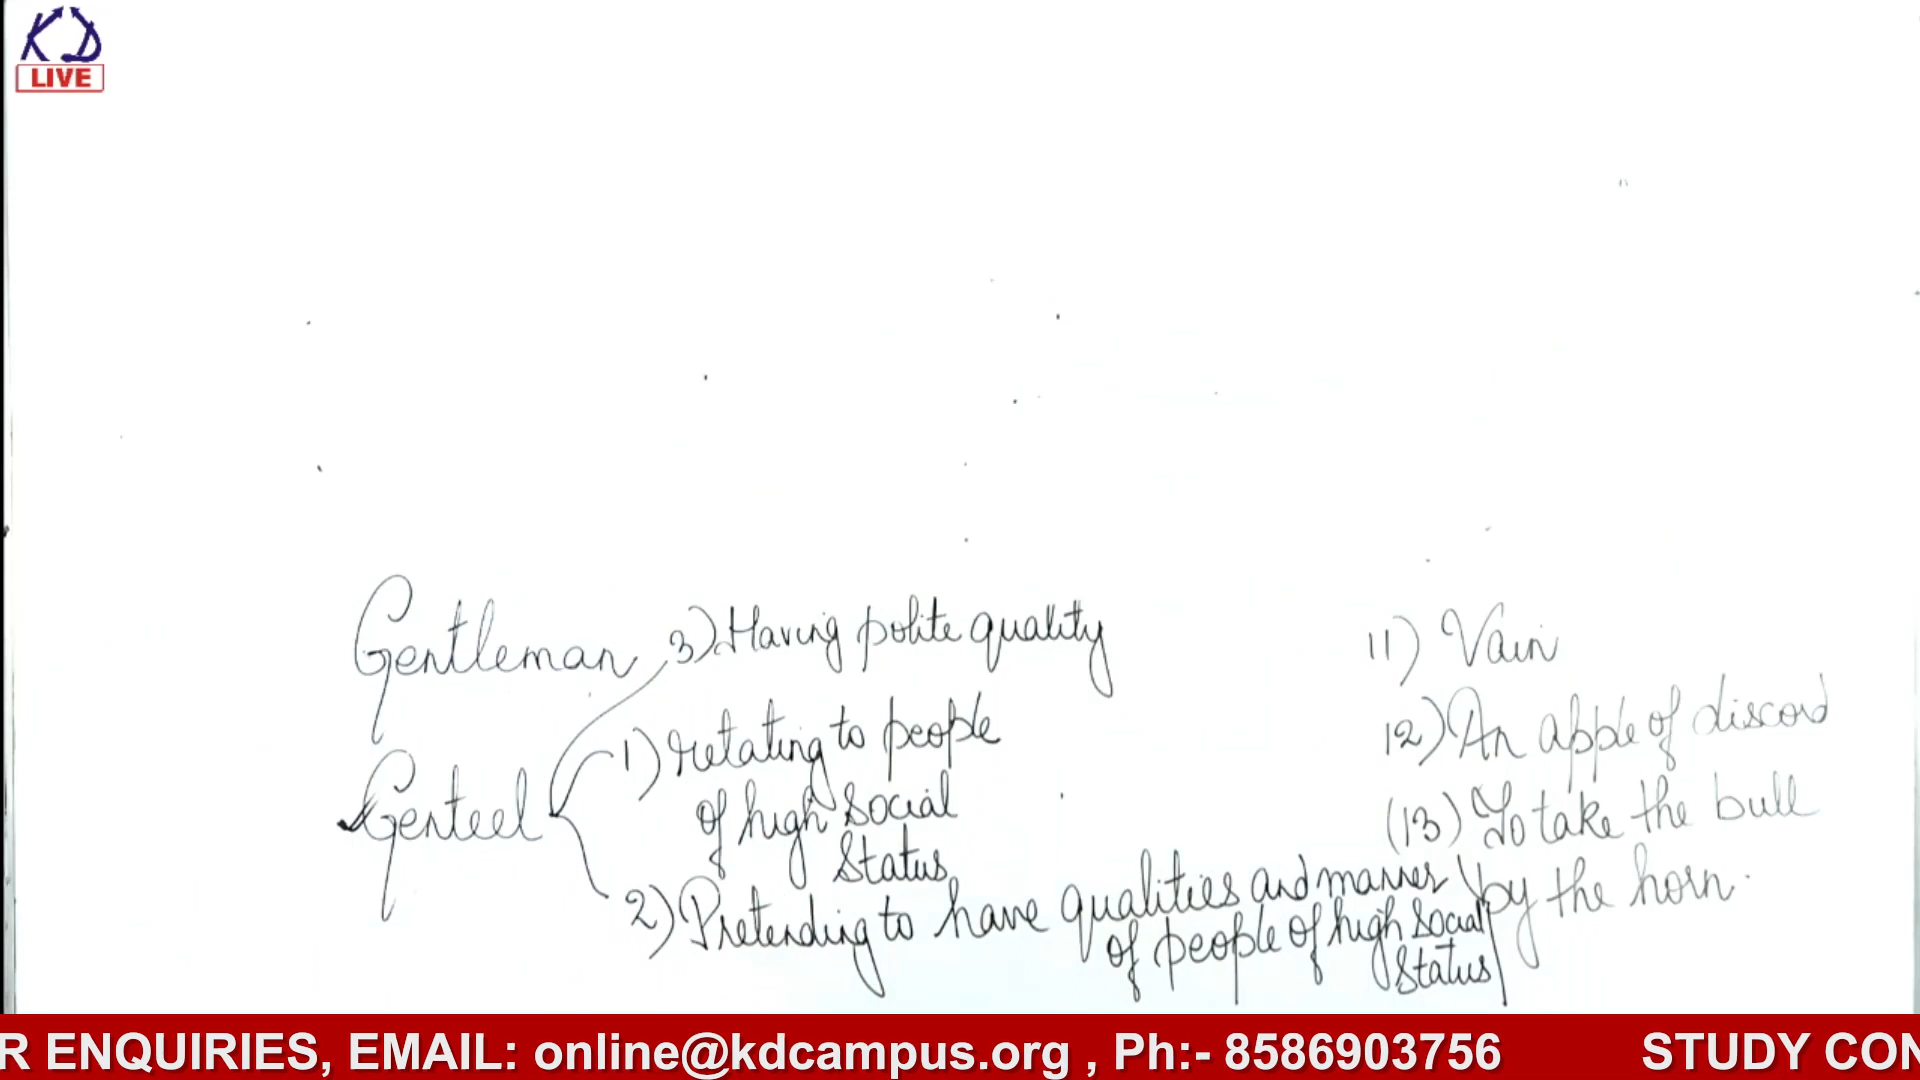 KD
LIVE
Gentleman
3) Having polite quality
Genteel
1) relating to people
of high Social
Status
2) Pretending to have qualities and manner
of people of high Social
Status
11) Vain
12) An apple of discord
(13) To take the bull
by the horn.
R ENQUIRIES, EMAIL: online@kdcampus.org , Ph:- 8586903756 STUDY CON